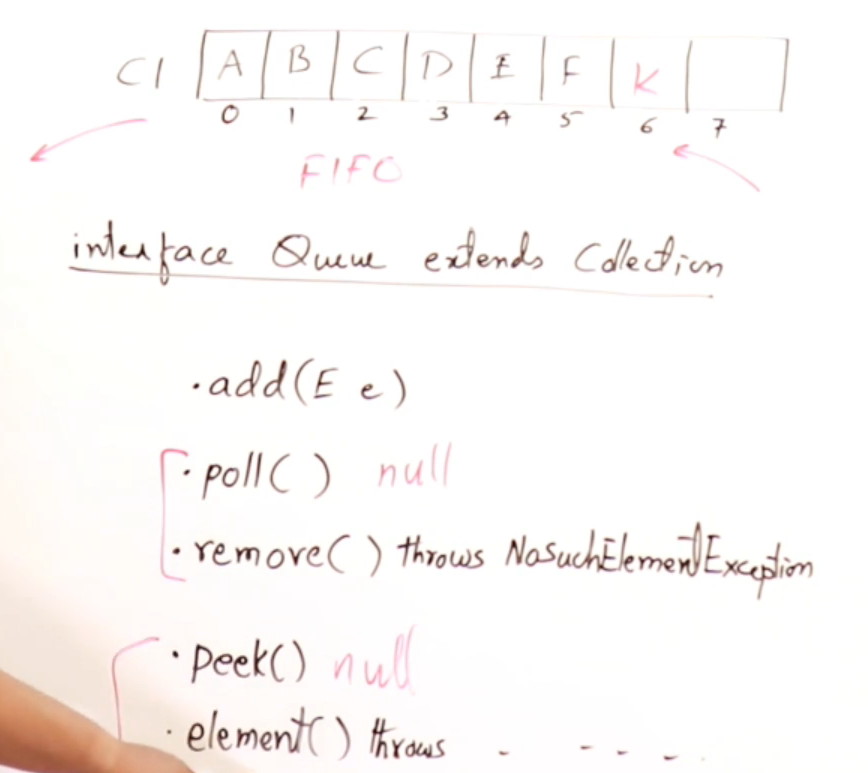 C1 A B C D E F K
0 1 2 3 4 5 6 7
FIFO
interface Queue extends Collection
.add(E e)
.poll( ) null
.remove( ) throws NosuchElementException
.peek() null
.element( ) throws - - - -.